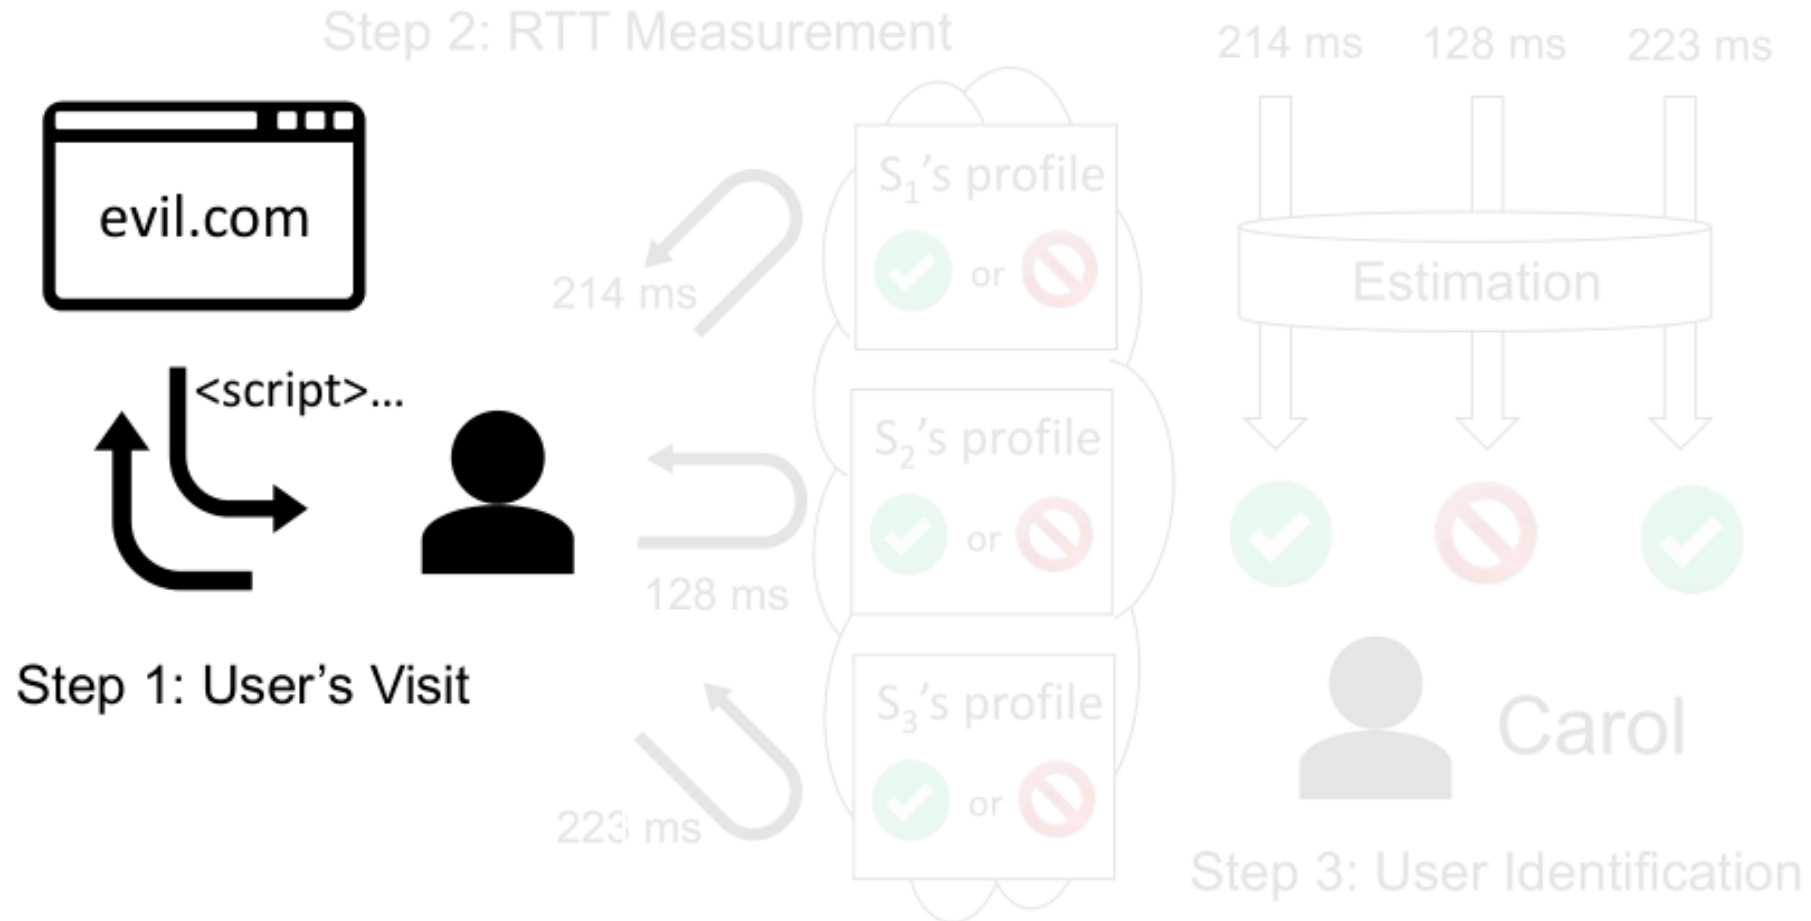 Step 2: RTT Measurement
214 ms 128 ms 223 ms
evil.com
S₁'s profile
or
214 ms
Estimation
<script>...
S₂'s profile
or
128 ms
Step 1: User's Visit
S₃'s profile
or
223 ms
Carol
Step 3: User Identification